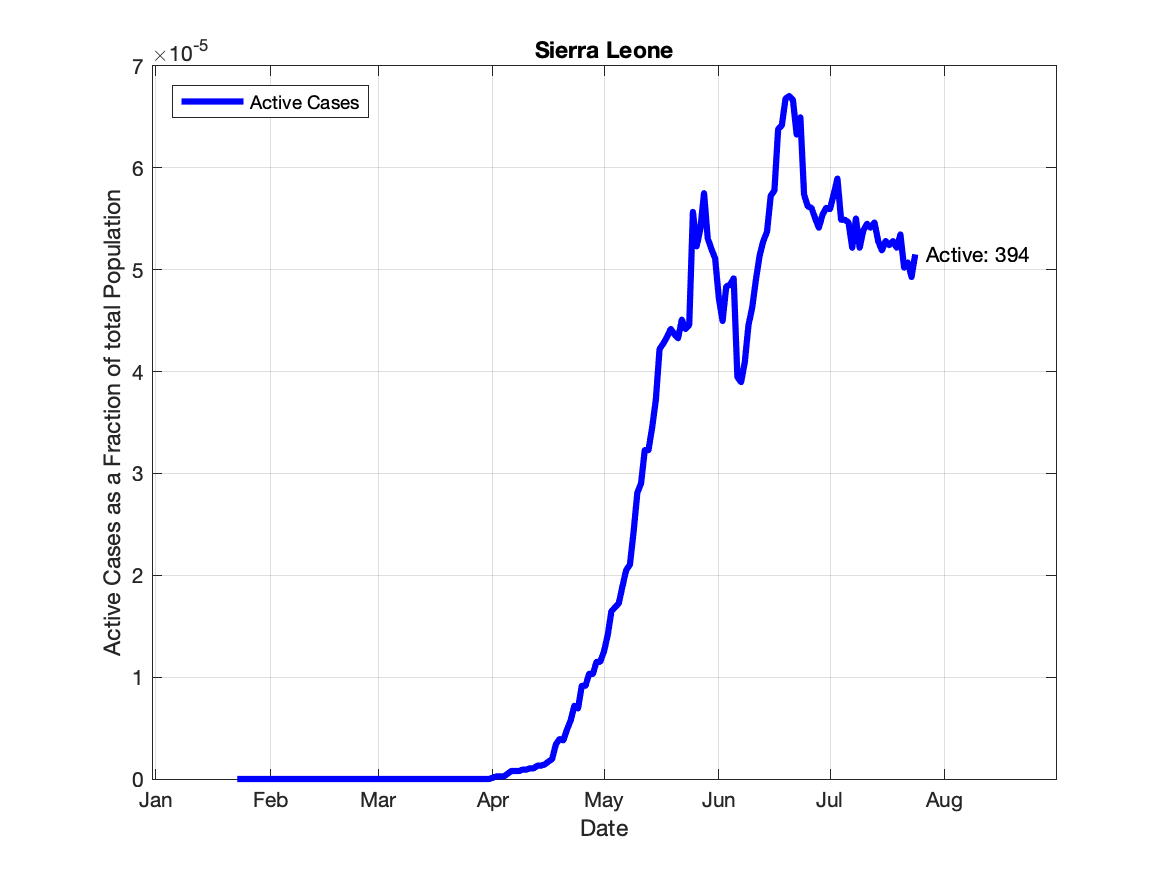 Sierra Leone
×10^-5
Active Cases
7
6
5
4
3
2
1
0
Active Cases as a Fraction of total Population
Active: 394
Jan Feb Mar Apr May Jun Jul Aug
Date